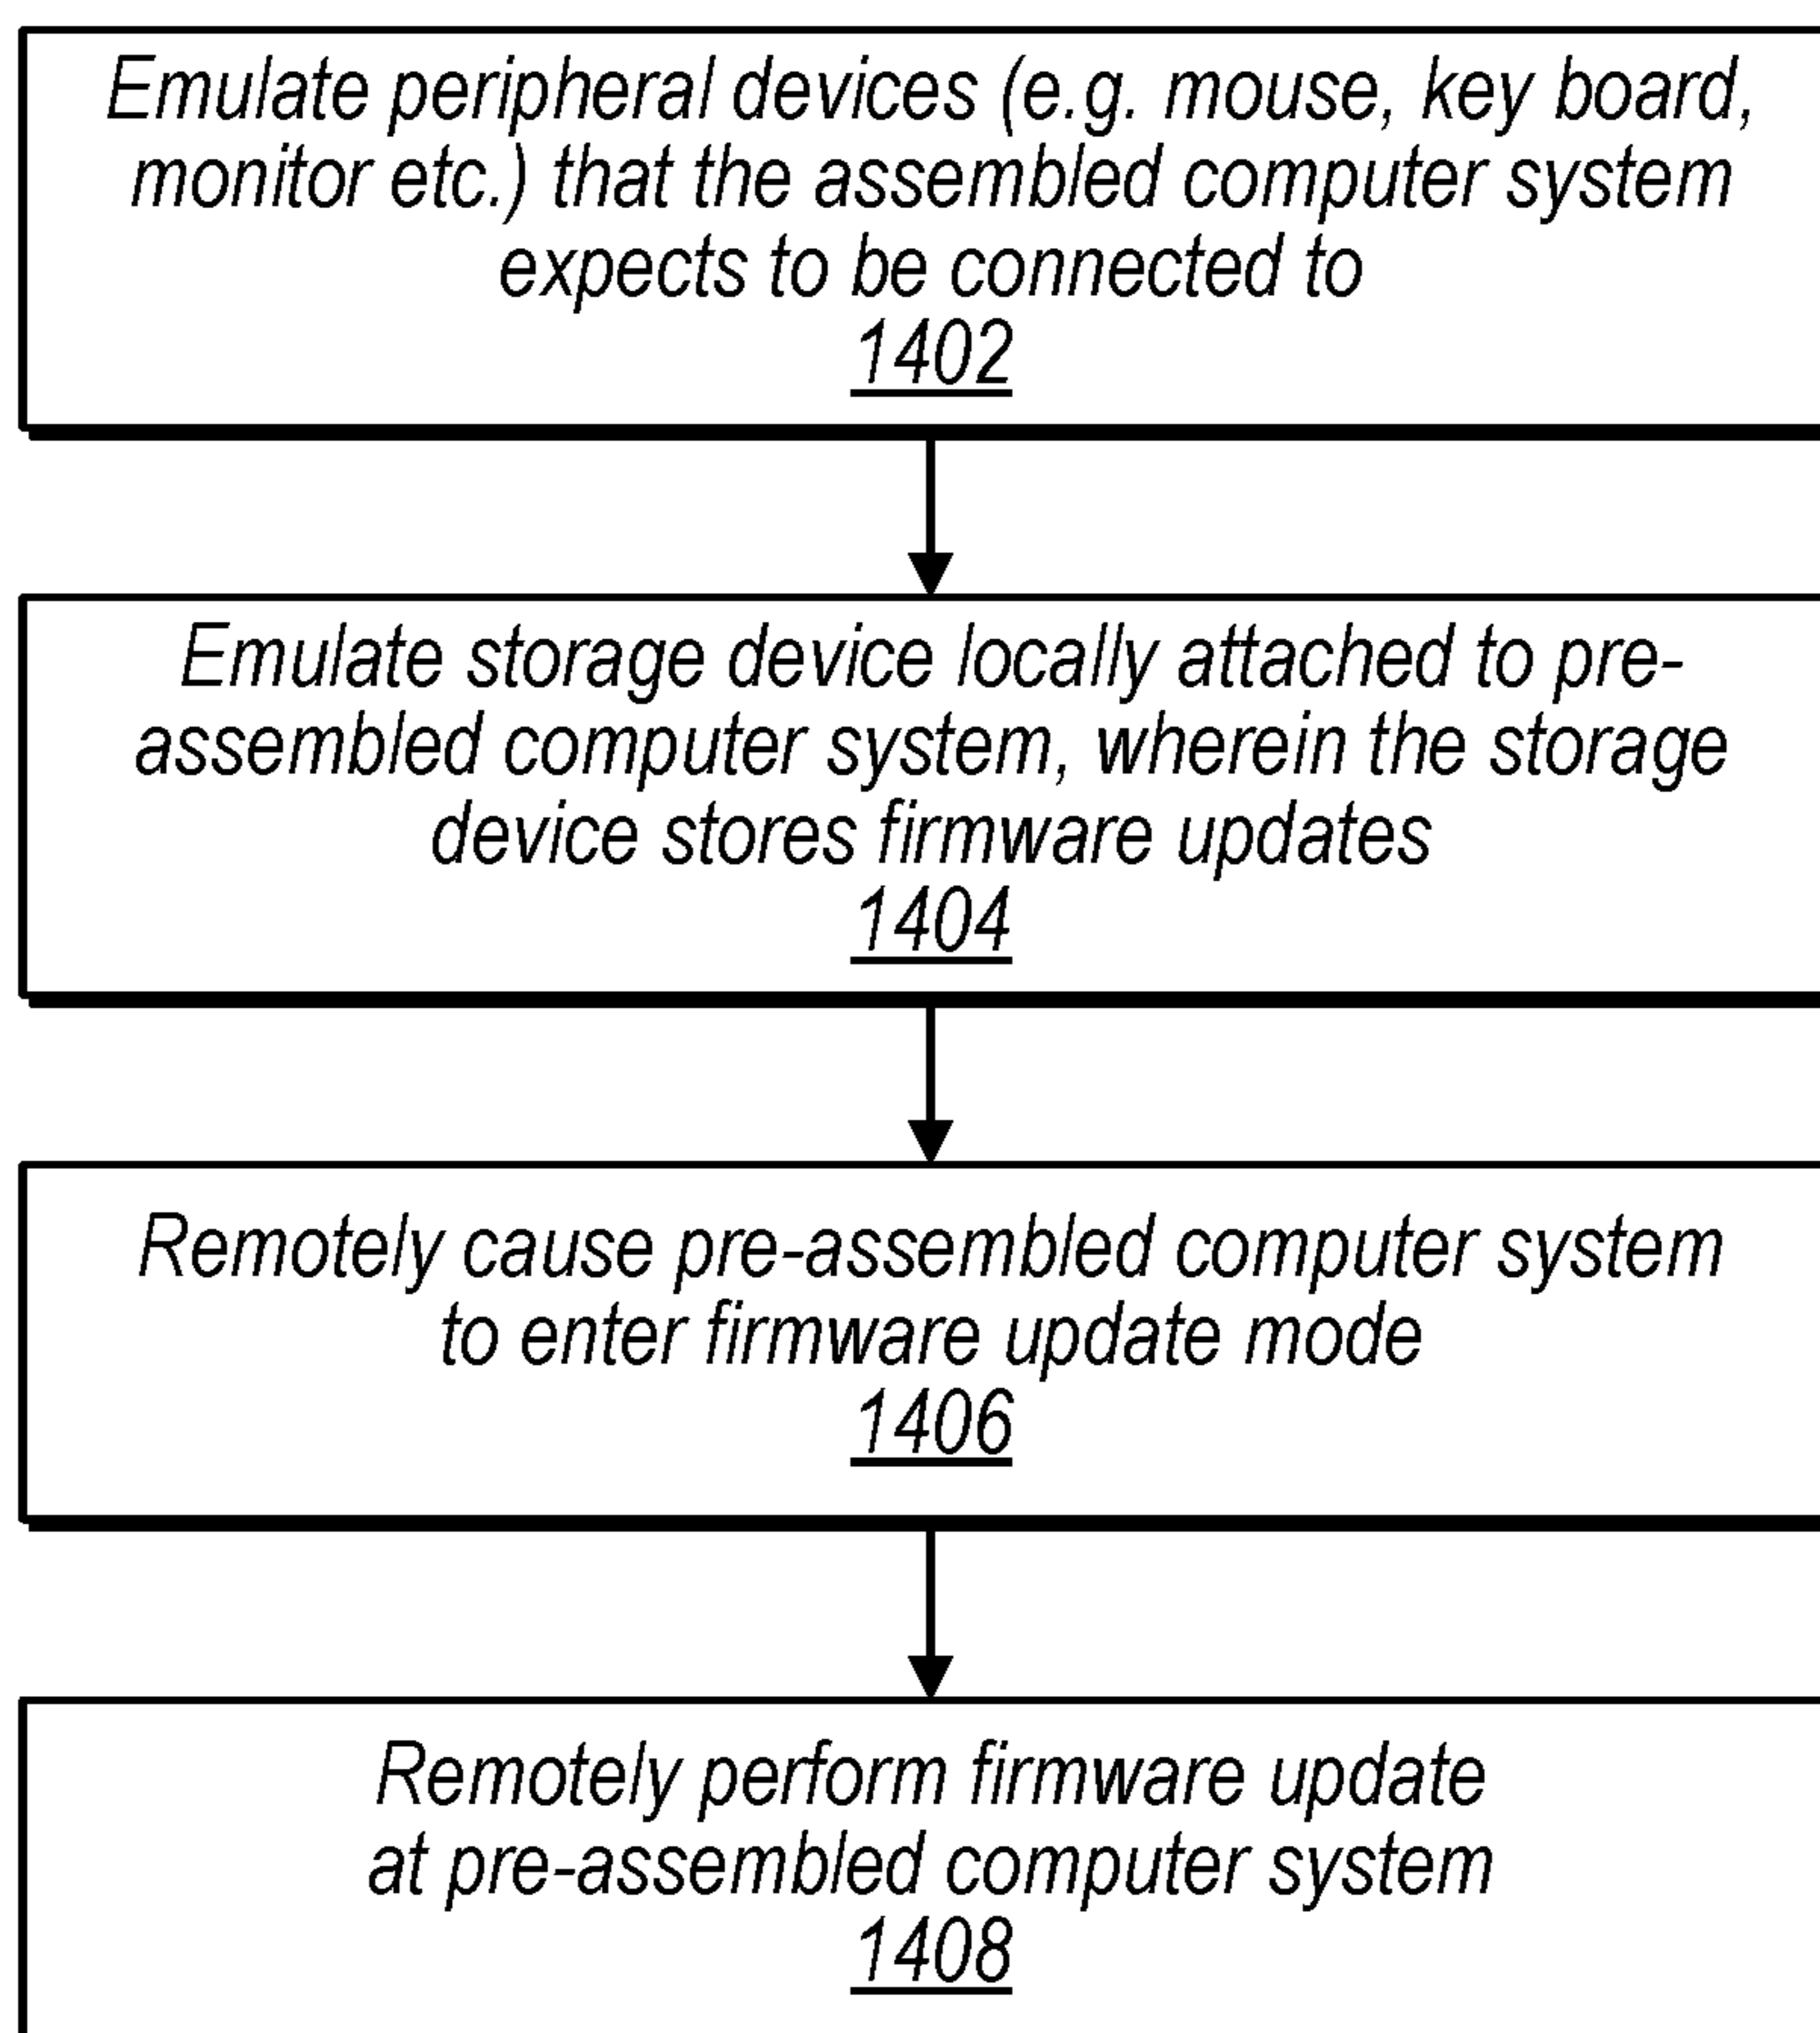 Emulate peripheral devices (e.g. mouse, key board,
monitor etc.) that the assembled computer system
expects to be connected to
1402
Emulate storage device locally attached to pre-
assembled computer system, wherein the storage
device stores firmware updates
1404
Remotely cause pre-assembled computer system
to enter firmware update mode
1406
Remotely perform firmware update
at pre-assembled computer system
1408